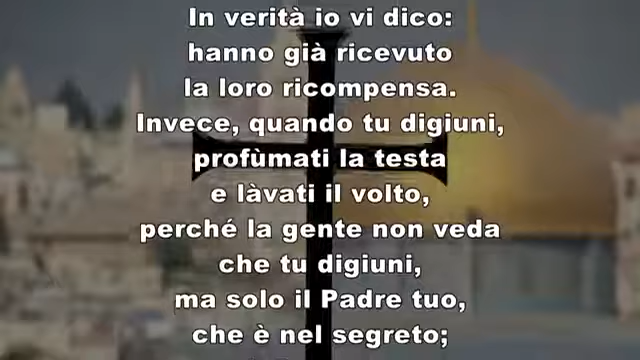 In verità io vi dico:
hanno già ricevuto
la loro ricompensa.
Invece, quando tu digiuni,
profùmati la testa
e làvati il volto,
perché la gente non veda
che tu digiuni,
ma solo il Padre tuo,
che è nel segreto;